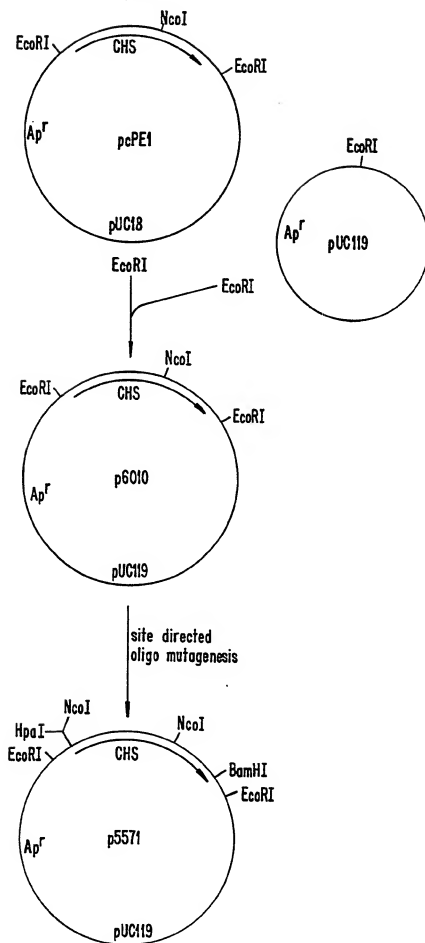 NcoI
EcoRI
CHS
EcoRI
Ap^r
pcPE1
pUC18
EcoRI
Ap^r
pUC119
EcoRI
EcoRI
NcoI
EcoRI
CHS
EcoRI
Ap^r
p6010
pUC119
site directed
oligo mutagenesis
NcoI
HpaI
NcoI
EcoRI
CHS
BamHI
EcoRI
Ap^r
p5571
pUC119